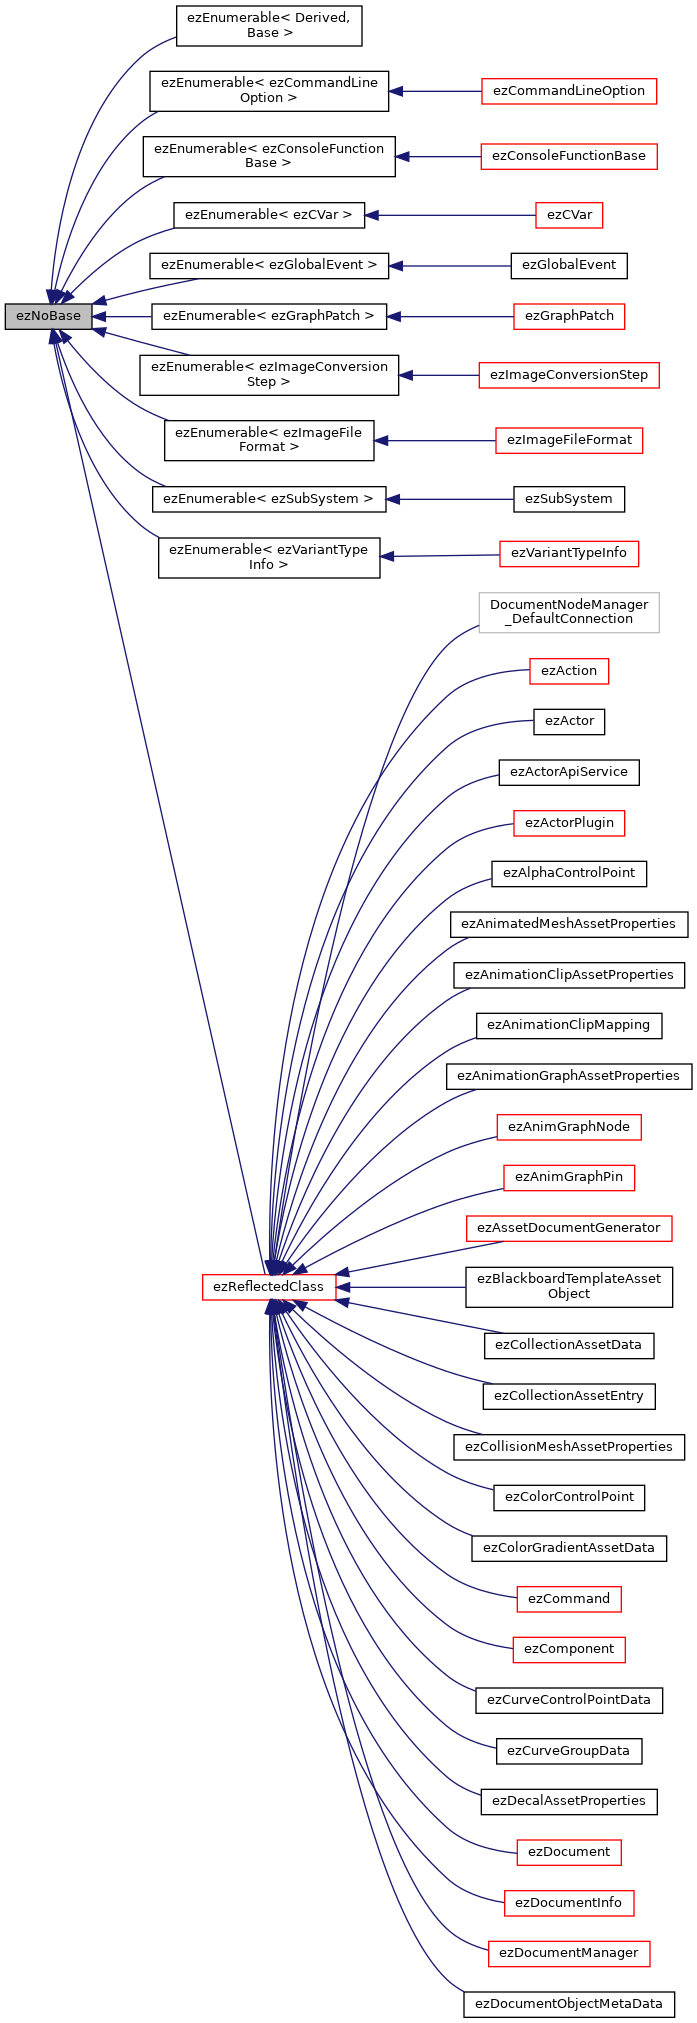 ezEnumerable< Derived,
Base >
ezEnumerable< ezCommandLine
Option >
ezCommandLineOption
ezEnumerable< ezConsoleFunction
Base >
ezConsoleFunctionBase
ezEnumerable< ezCVar >
ezCVar
ezEnumerable< ezGlobalEvent >
ezGlobalEvent
ezNoBase
ezEnumerable< ezGraphPatch >
ezGraphPatch
ezEnumerable< ezImageConversion
Step >
ezImageConversionStep
ezEnumerable< ezImageFile
Format >
ezImageFileFormat
ezEnumerable< ezSubSystem >
ezSubSystem
ezEnumerable< ezVariantType
Info >
ezVariantTypeInfo
DocumentNodeManager
_DefaultConnection
ezAction
ezActor
ezActorApiService
ezActorPlugin
ezAlphaControlPoint
ezAnimatedMeshAssetProperties
ezAnimationClipAssetProperties
ezAnimationClipMapping
ezAnimationGraphAssetProperties
ezAnimGraphNode
ezAnimGraphPin
ezAssetDocumentGenerator
ezReflectedClass
ezBlackboardTemplateAsset
Object
ezCollectionAssetData
ezCollectionAssetEntry
ezCollisionMeshAssetProperties
ezColorControlPoint
ezColorGradientAssetData
ezCommand
ezComponent
ezCurveControlPointData
ezCurveGroupData
ezDecalAssetProperties
ezDocument
ezDocumentInfo
ezDocumentManager
ezDocumentObjectMetaData